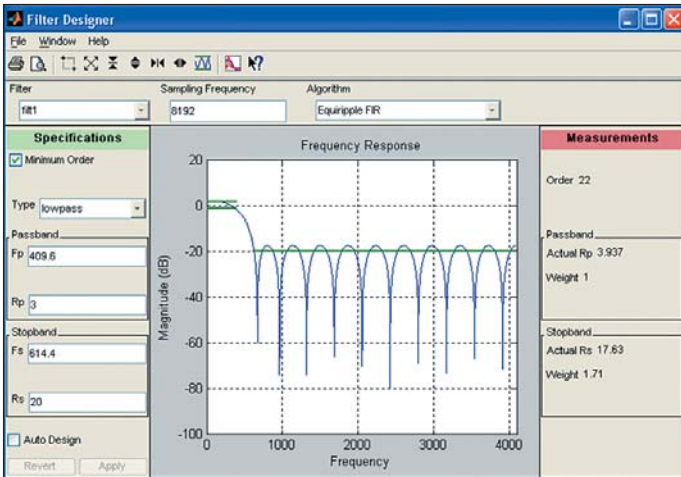 Filter Designer
File Window Help
Filter
filt1
Sampling Frequency
8192
Algorithm
Equiripple FIR
Specifications
Minimum Order
Type lowpass
Passband
Fp 409.6
Rp 3
Stopband
Fs 614.4
Rs 20
Auto Design
Revert Apply
Frequency Response
Magnitude (dB)
20
0
-20
-40
-60
-80
-100
0 1000 2000 3000 4000
Frequency
Measurements
Order 22
Passband
Actual Rp 3.937
Weight 1
Stopband
Actual Rs 17.63
Weight 1.71